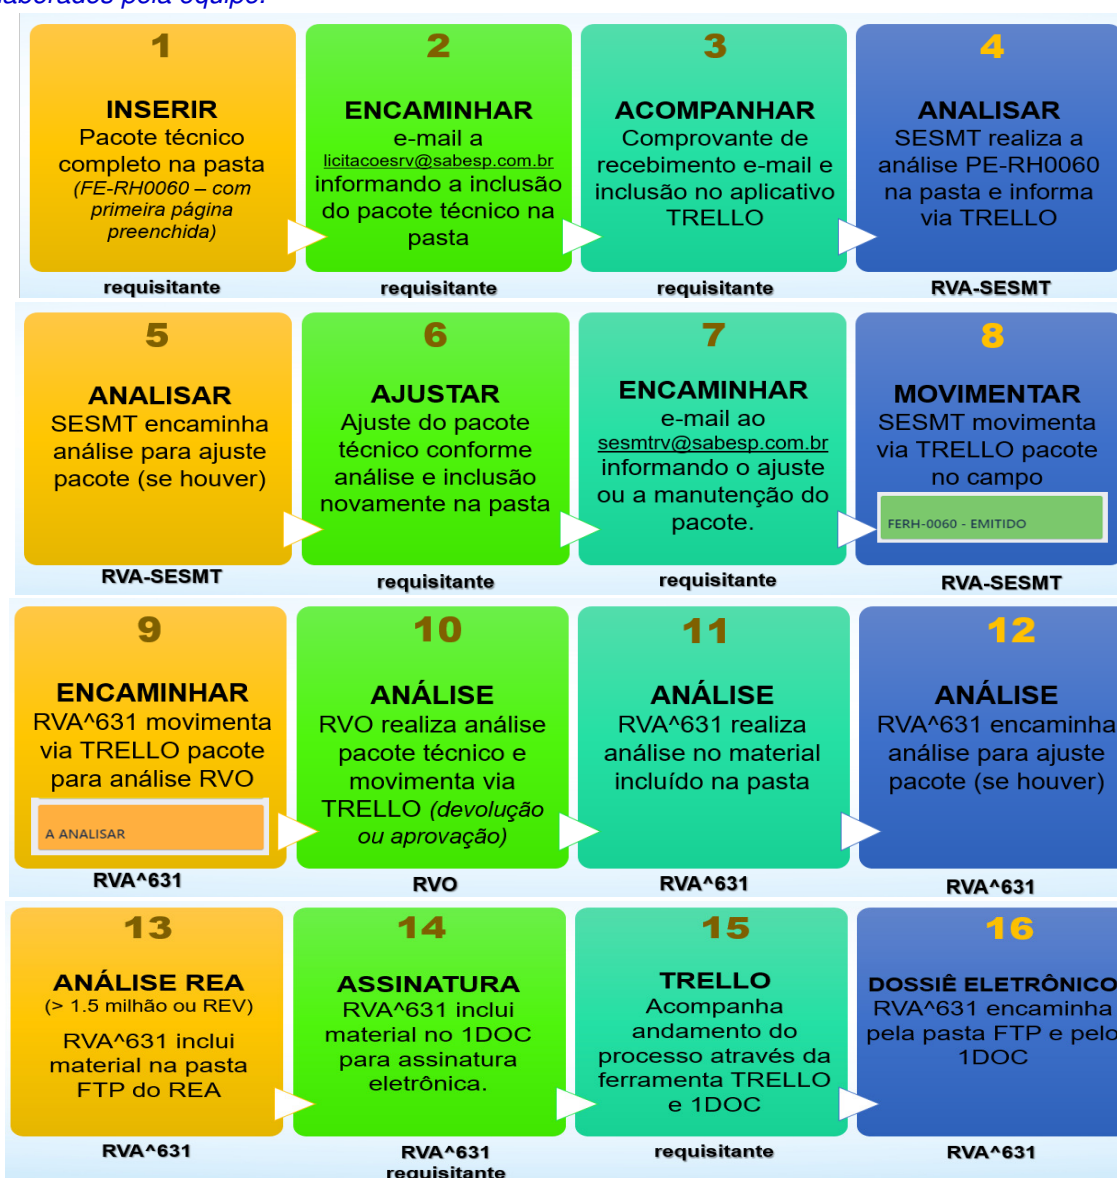 elaborados pela equipe.
1
INSERIR
Pacote técnico
completo na pasta
(FE-RH0060 – com
primeira página
preenchida)
requisitante
2
ENCAMINHAR
e-mail a
licitacoesrv@sabesp.com.br
informando a inclusão
do pacote técnico na
pasta
requisitante
3
ACOMPANHAR
Comprovante de
recebimento e-mail e
inclusão no aplicativo
TRELLO
requisitante
4
ANALISAR
SESMT realiza a
análise PE-RH0060
na pasta e informa
via TRELLO
RVA-SESMT
5
ANALISAR
SESMT encaminha
análise para ajuste
pacote (se houver)
RVA-SESMT
6
AJUSTAR
Ajuste do pacote
técnico conforme
análise e inclusão
novamente na pasta
requisitante
7
ENCAMINHAR
e-mail ao
sesmtrv@sabesp.com.br
informando o ajuste
ou a manutenção do
pacote.
requisitante
8
MOVIMENTAR
SESMT movimenta
via TRELLO pacote
no campo
FERH-0060 - EMITIDO
RVA-SESMT
9
ENCAMINHAR
RVA^631 movimenta
via TRELLO pacote
para análise RVO
A ANALISAR
RVA^631
10
ANÁLISE
RVO realiza análise
pacote técnico e
movimenta via
TRELLO (devolução
ou aprovação)
RVO
11
ANÁLISE
RVA^631 realiza
análise no material
incluído na pasta
RVA^631
12
ANÁLISE
RVA^631 encaminha
análise para ajuste
pacote (se houver)
RVA^631
13
ANÁLISE REA
(> 1.5 milhão ou REV)
RVA^631 inclui
material na pasta
FTP do REA
RVA^631
14
ASSINATURA
RVA^631 inclui
material no 1DOC
para assinatura
eletrônica.
RVA^631
requisitante
15
TRELLO
Acompanha
andamento do
processo através da
ferramenta TRELLO
e 1DOC
requisitante
16
DOSSIÊ ELETRÔNICO
RVA^631 encaminha
pela pasta FTP e pelo
1DOC
RVA^631